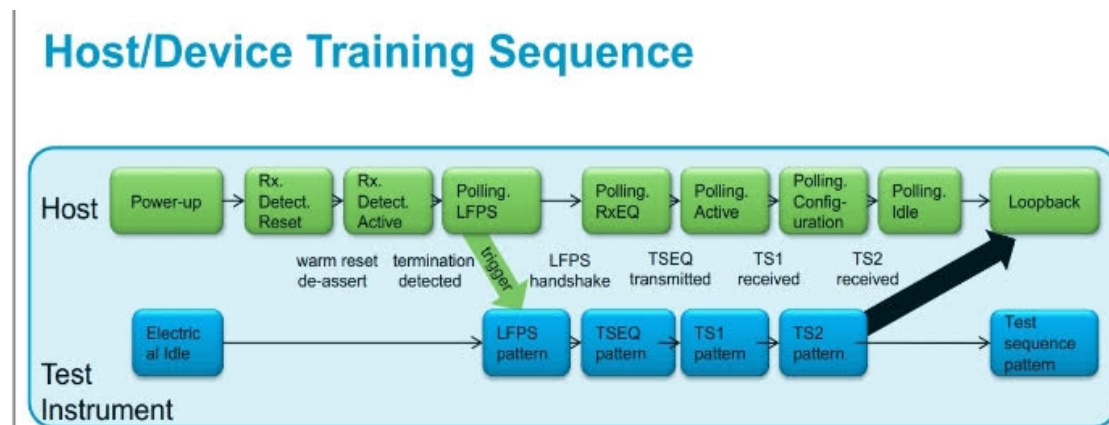 Host/Device Training Sequence
Host
Power-up
Rx.
Detect.
Reset
Rx.
Detect.
Active
Polling.
LFPS
Polling.
RxEQ
Polling.
Active
Polling.
Config-
uration
Polling.
Idle
Loopback
warm reset
de-assert
termination
detected
trigger
LFPS
handshake
TSEQ
transmitted
TS1
received
TS2
received
Test
Instrument
Electric
al Idle
LFPS
pattern
TSEQ
pattern
TS1
pattern
TS2
pattern
Test
sequence
pattern